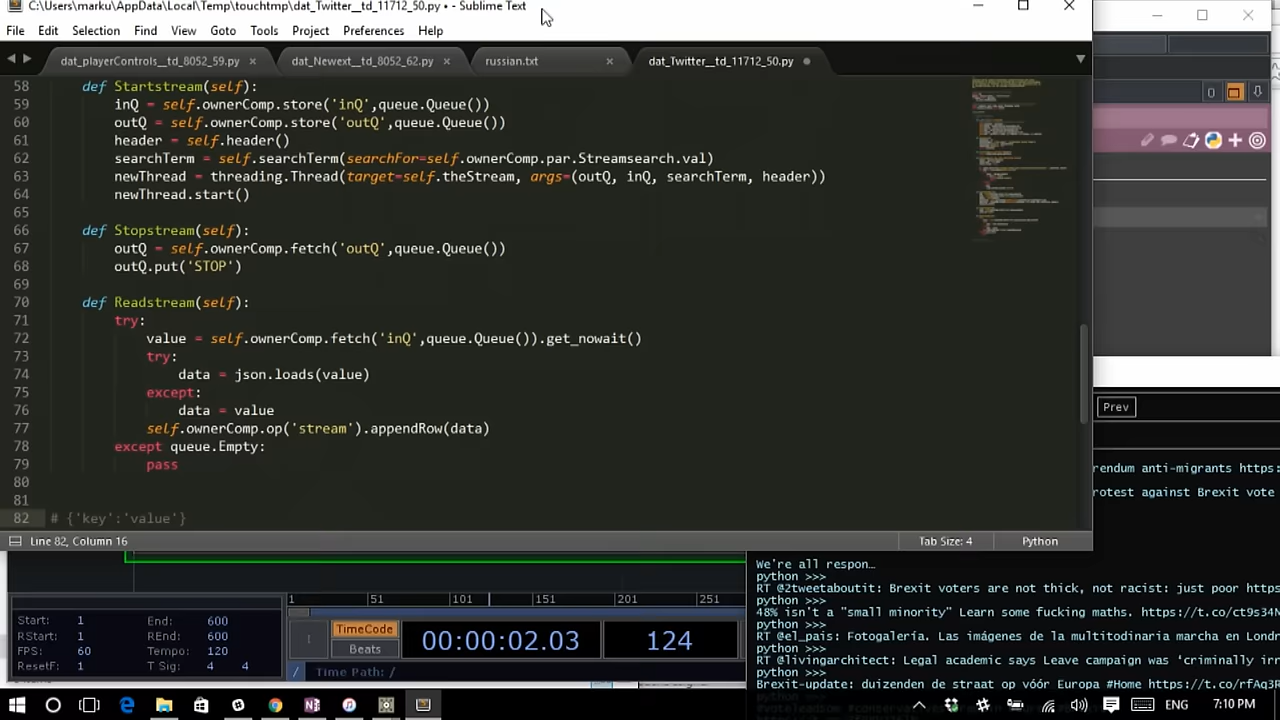 C:\Users\marku\AppData\Local\Temp\touchtmp\dat_Twitter__td_11712_50.py • - Sublime Text
File Edit Selection Find View Goto Tools Project Preferences Help
dat_playerControls__td_8052_59.py × dat_Newext__td_8052_62.py × russian.txt × dat_Twitter__td_11712_50.py
58 def Startstream(self):
59 inQ = self.ownerComp.store('inQ',queue.Queue())
60 outQ = self.ownerComp.store('outQ',queue.Queue())
61 header = self.header()
62 searchTerm = self.searchTerm(searchFor=self.ownerComp.par.Streamsearch.val)
63 newThread = threading.Thread(target=self.theStream, args=(outQ, inQ, searchTerm, header))
64 newThread.start()
65
66 def Stopstream(self):
67 outQ = self.ownerComp.fetch('outQ',queue.Queue())
68 outQ.put('STOP')
69
70 def Readstream(self):
71 try:
72 value = self.ownerComp.fetch('inQ',queue.Queue()).get_nowait()
73 try:
74 data = json.loads(value)
75 except:
76 data = value
77 self.ownerComp.op('stream').appendRow(data)
78 except queue.Empty:
79 pass
80
81
82 # {'key':'value'}
Line 82, Column 16 Tab Size: 4 Python
0
Prev
rendum anti-migrants https:
rotest against Brexit vote
We're all respon…
python >>>
RT @2tweetaboutit: Brexit voters are not thick, not racist: just poor https
python >>>
48% isn't a "small minority" Learn some fucking maths. https://t.co/ct9s34
python >>>
RT @el_pais: Fotogalería. Las imágenes de la multitodinaria marcha en Lond
python >>>
RT @livingarchitect: Legal academic says Leave campaign was 'criminally irr
python >>>
Brexit-update: duizenden de straat op vóór Europa #Home https://t.co/rfAq3R
1 51 101 151 201 251
Start: 1 End: 600
RStart: 1 REnd: 600
FPS: 60 Tempo: 120
ResetF: 1 T Sig: 4 4
1 TimeCode Beats 00:00:02.03 124
/ Time Path: /
ENG 7:10 PM